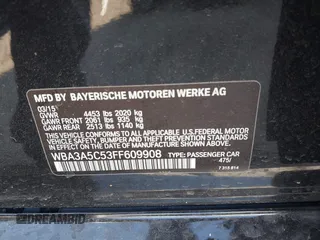 MFD BY BAYERISCHE MOTOREN WERKE AG
03/15
GVWR 4453 lbs 2020 kg
GAWR FRONT 2061 lbs 935 kg
GAWR REAR 2513 lbs 1140 kg
THIS VEHICLE CONFORMS TO ALL APPLICABLE U.S.FEDERAL MOTOR
VEHICLE SAFETY, BUMPER, AND THEFT PREVENTION STANDARDS IN
EFFECT ON THE DATE OF MANUFACTURE SHOWN ABOVE.
WBA3A5C53FF609908 TYPE: PASSENGER CAR
475/
DREAMBID